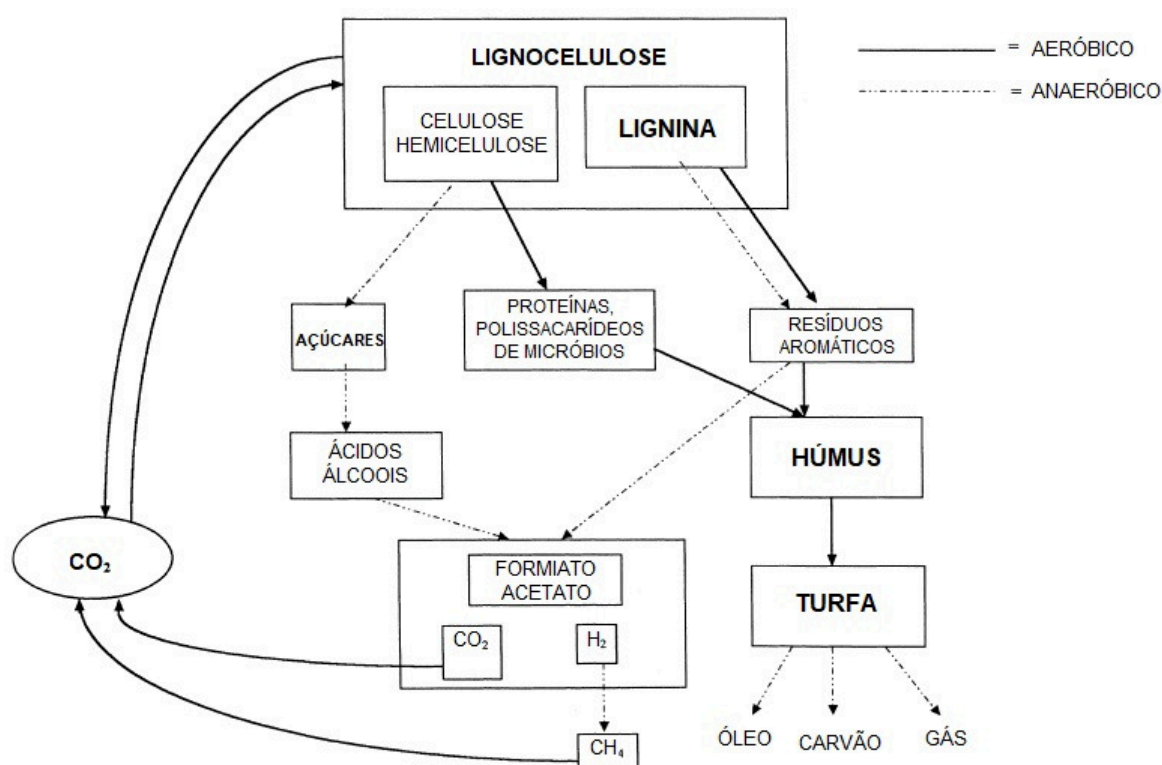 LIGNOCELULOSE
= AERÓBICO
= ANAERÓBICO
CELULOSE
HEMICELULOSE
LIGNINA
AÇÚCARES
PROTEÍNAS,
POLISSACARÍDEOS
DE MICRÓBIOS
RESÍDUOS
AROMÁTICOS
ÁCIDOS
ÁLCOOIS
HÚMUS
CO₂
FORMIATO
ACETATO
CO₂
H₂
TURFA
CH₄
ÓLEO
CARVÃO
GÁS